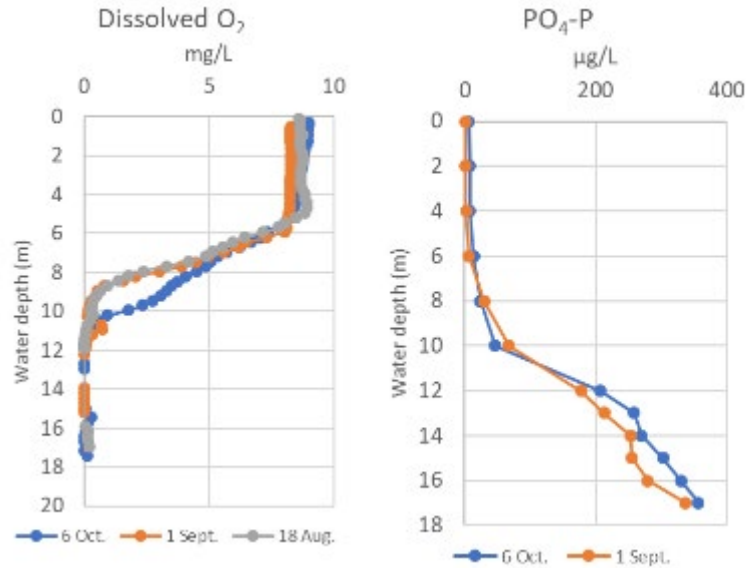 Dissolved O₂
mg/L
0 5 10
0
2
4
6
8
10
12
14
16
18
20
Water depth (m)
6 Oct. 1 Sept. 18 Aug.
PO₄-P
µg/L
0 200 400
0
2
4
6
8
10
12
14
16
18
Water depth (m)
6 Oct. 1 Sept.